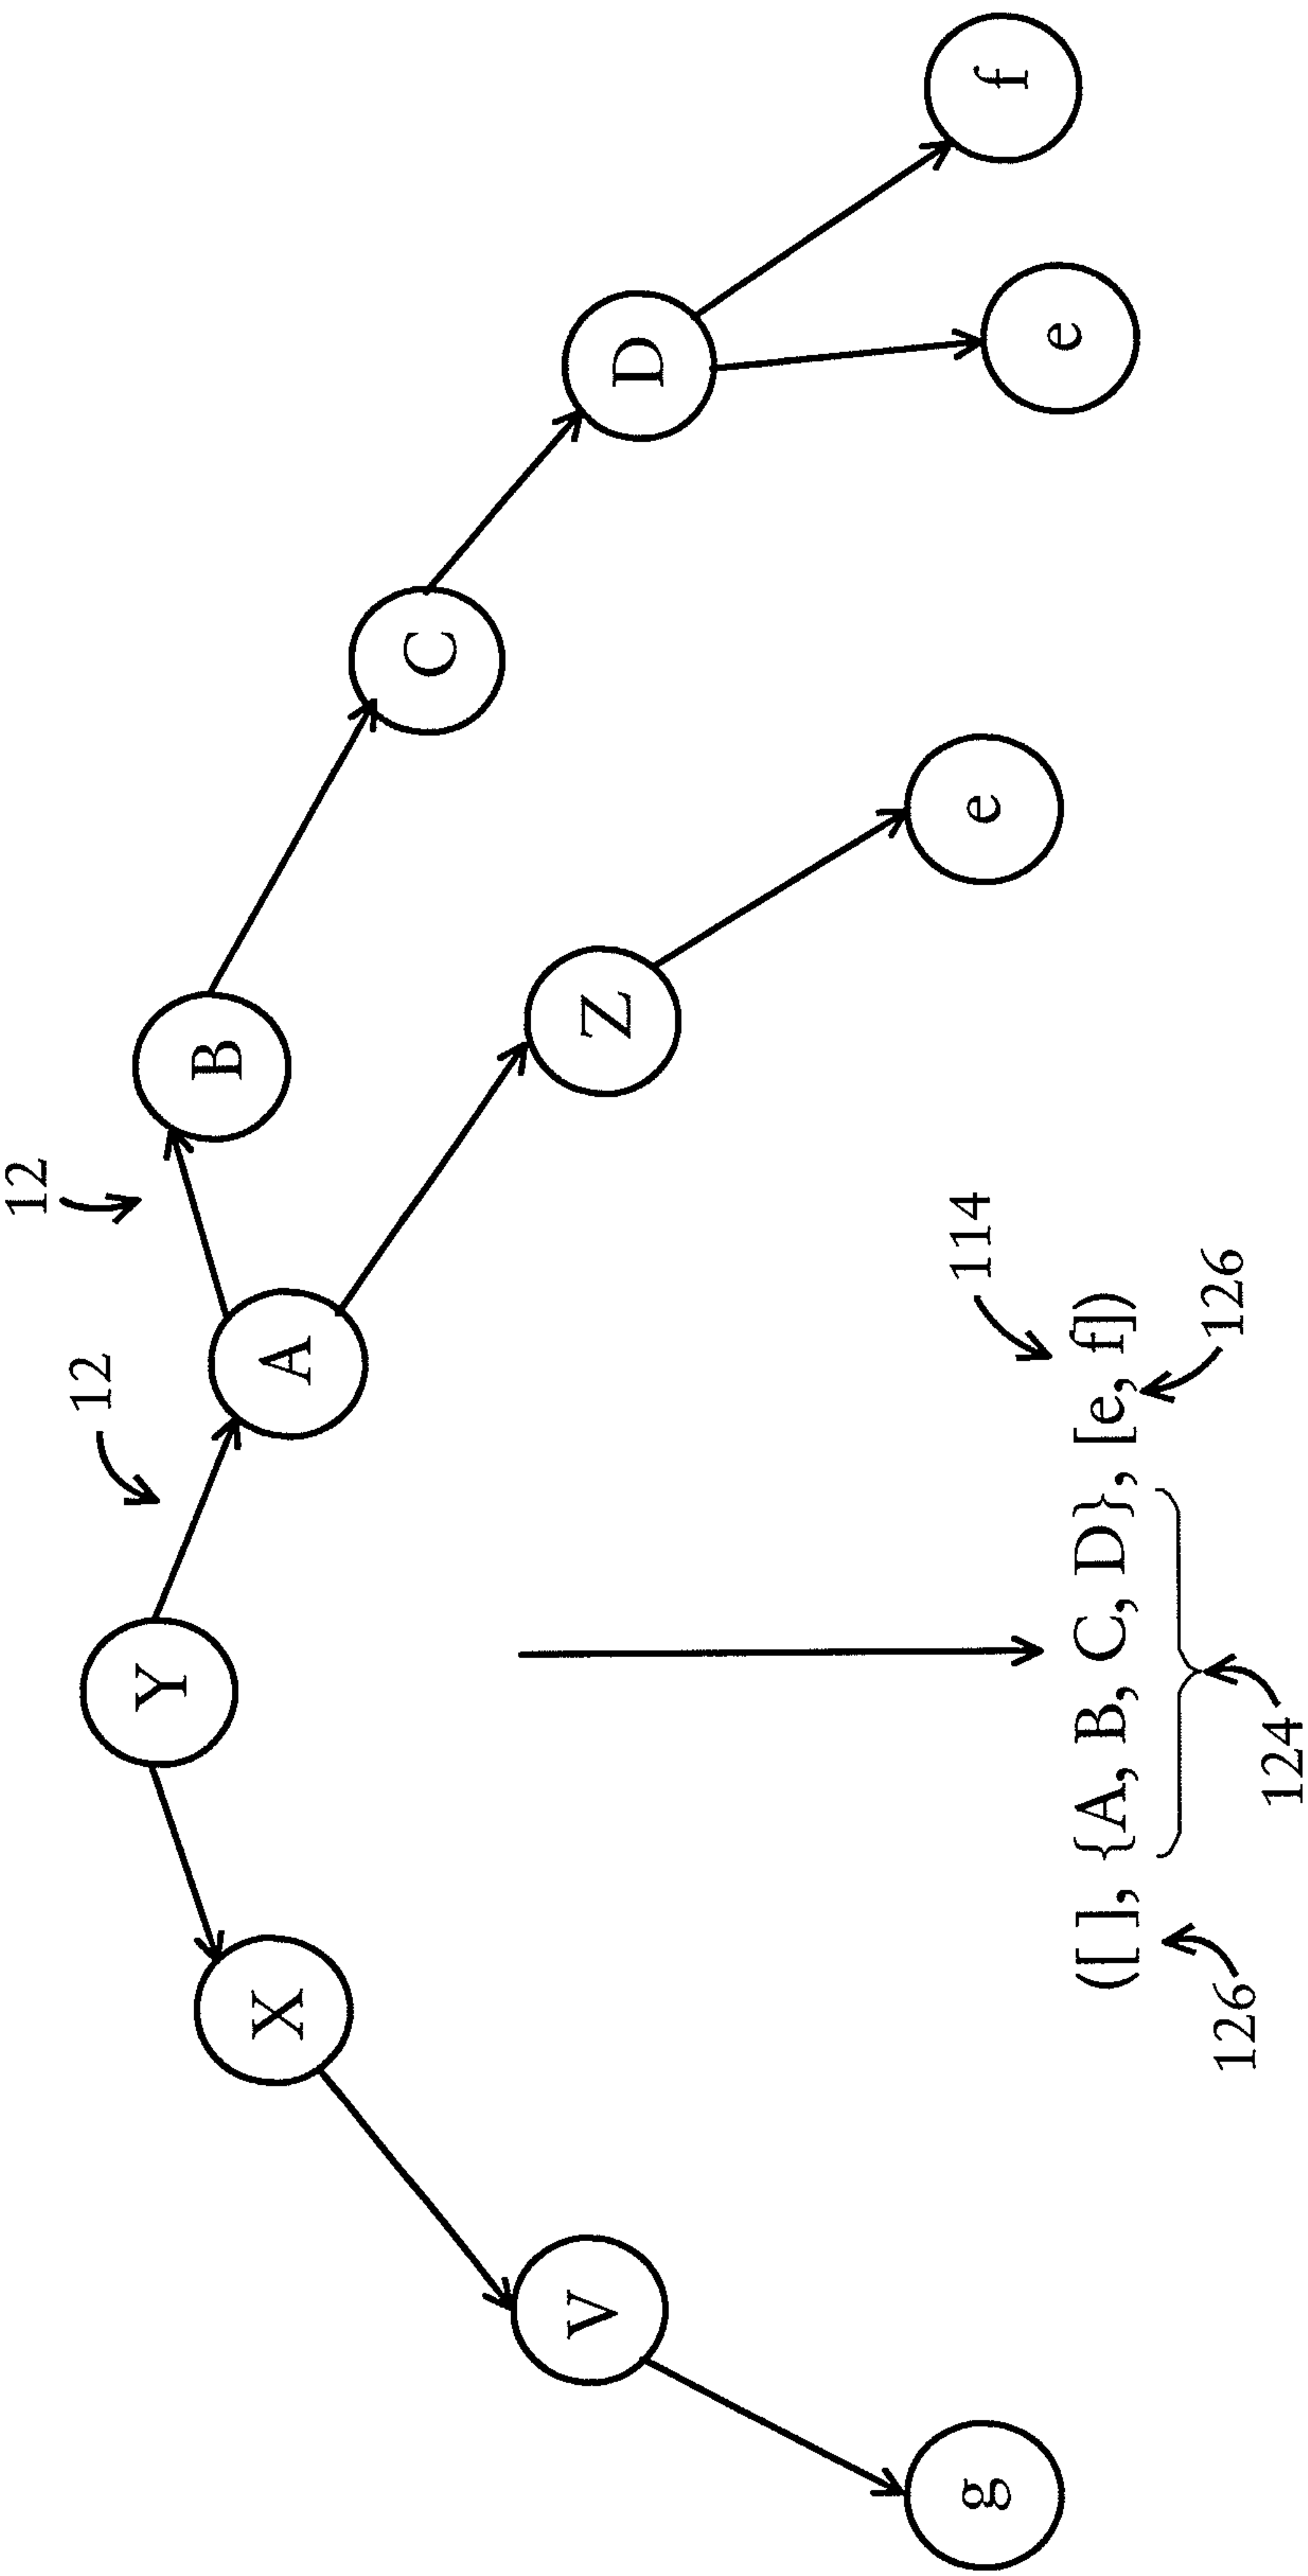 12
12
Y
B
X
A
C
V
Z
D
g
e
f
e
114
([ ], {A, B, C, D}, [e, f])
126
126
124